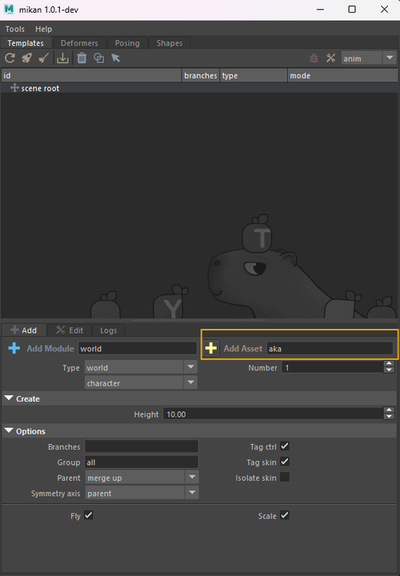 mikan 1.0.1-dev
Tools Help
Templates Deformers Posing Shapes
anim
id branches type mode
scene root
T
Y
Add Edit Logs
Add Module world Add Asset aka
Type world Number 1
character
Create
Height 10.00
Options
Branches Tag ctrl
Group all Tag skin
Parent merge up Isolate skin
Symmetry axis parent
Fly Scale